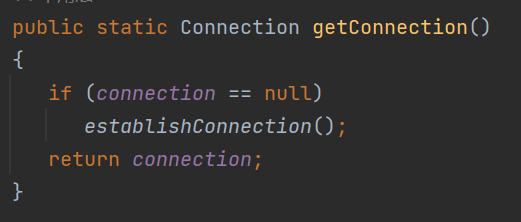 public static Connection getConnection()
{
if (connection == null)
establishConnection();
return connection;
}